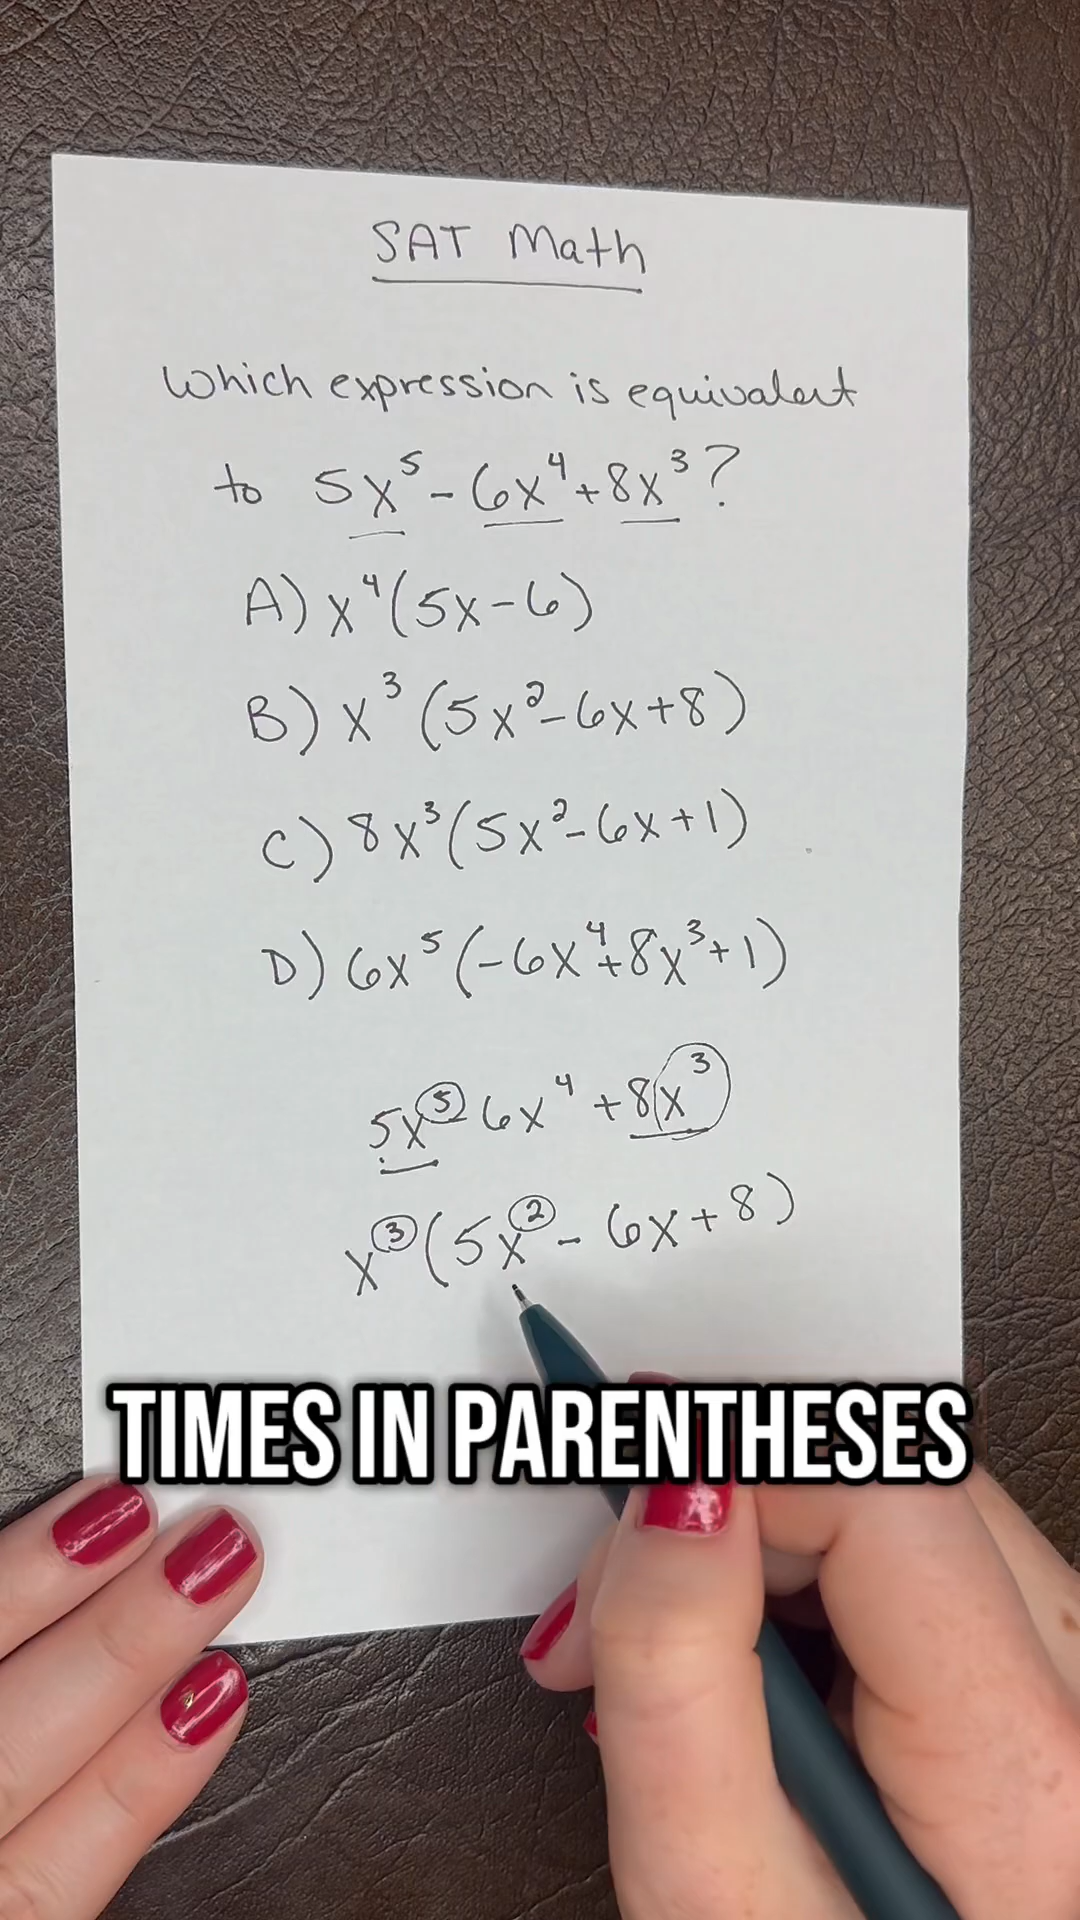 SAT Math
Which expression is equivalent
to 5x⁵ - 6x⁴ + 8x³?
A) x⁴(5x-6)
B) x³(5x²-6x+8)
C) 8x³(5x²-6x+1)
D) 6x⁵(-6x⁴+8x³+1)
5x⁵ 6x⁴ + 8x³
x³(5x² - 6x+8)
TIMES IN PARENTHESES